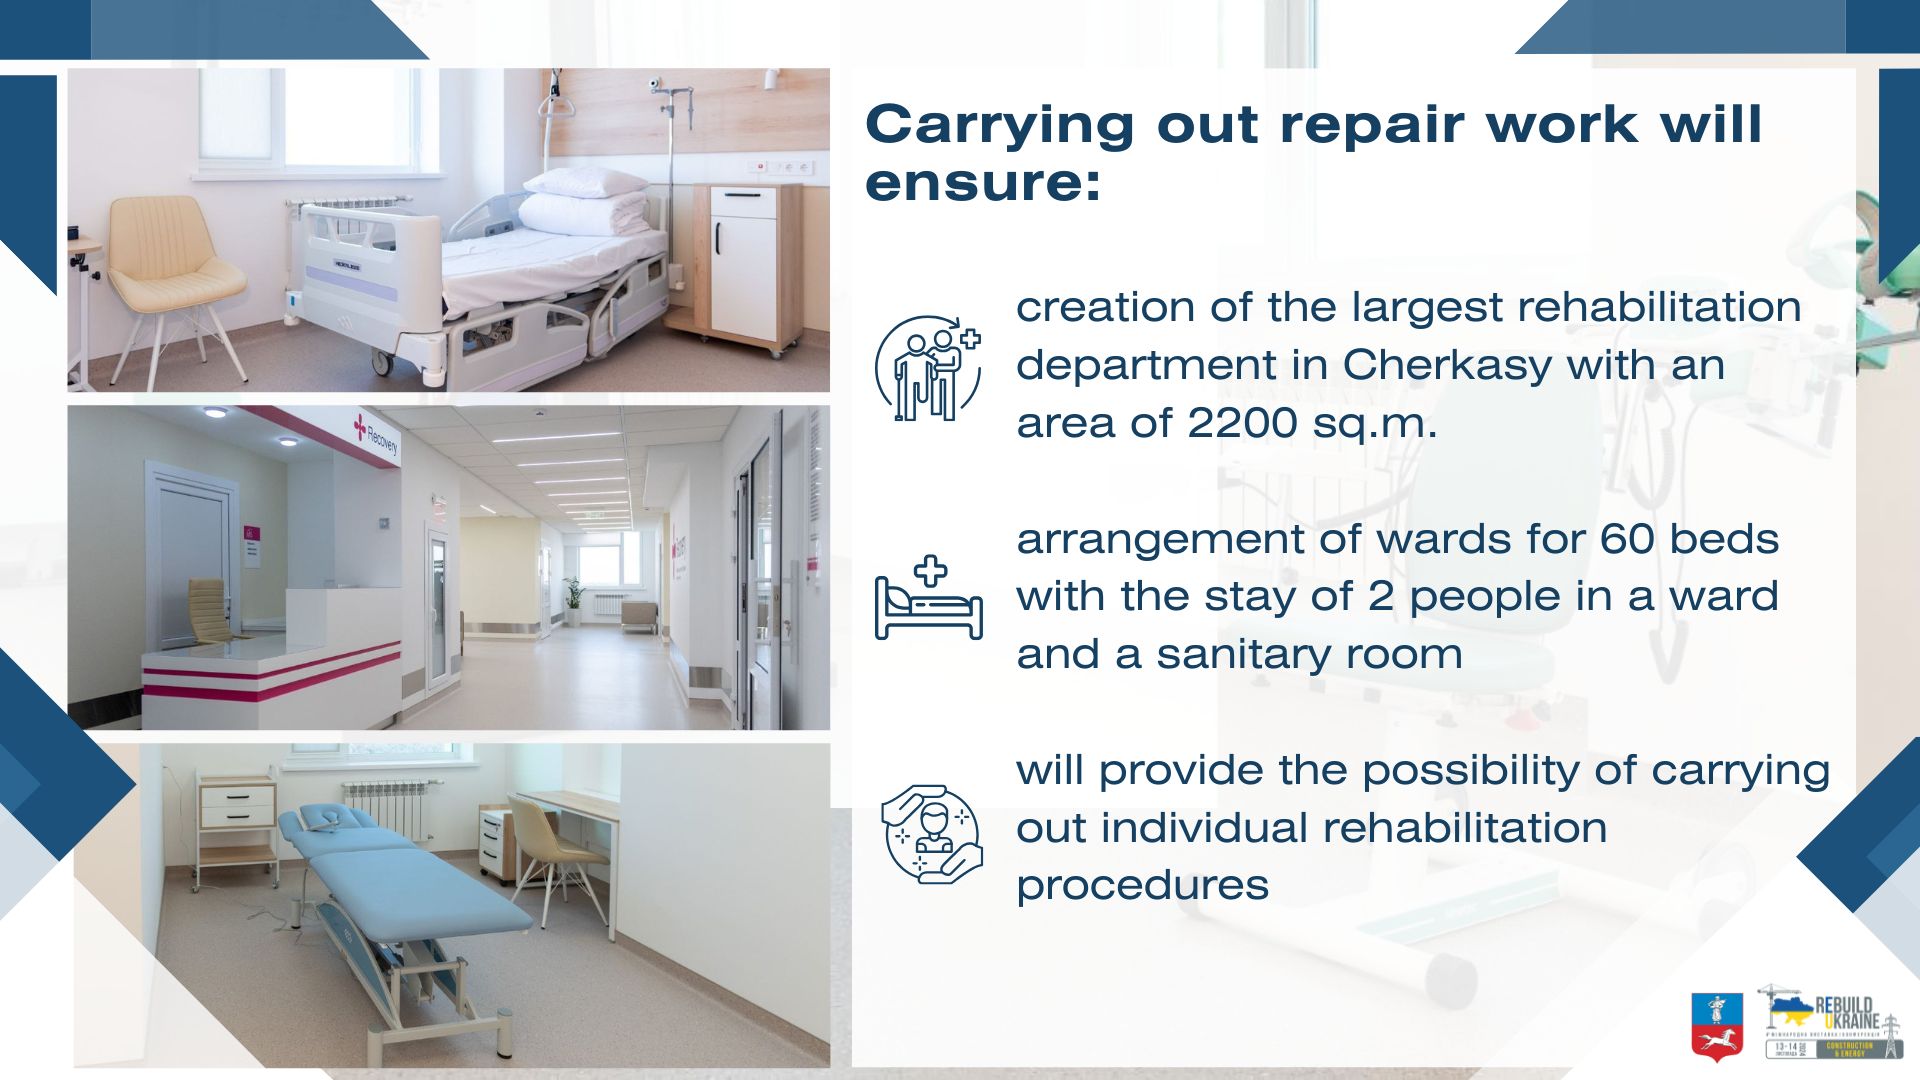 Carrying out repair work will
ensure:
creation of the largest rehabilitation
department in Cherkasy with an
area of 2200 sq.m.
arrangement of wards for 60 beds
with the stay of 2 people in a ward
and a sanitary room
will provide the possibility of carrying
out individual rehabilitation
procedures
Recovery
REBUILD
UKRAINE
13-14
ЛИСТОПАДА
2024
CONSTRUCTION
& ENERGY